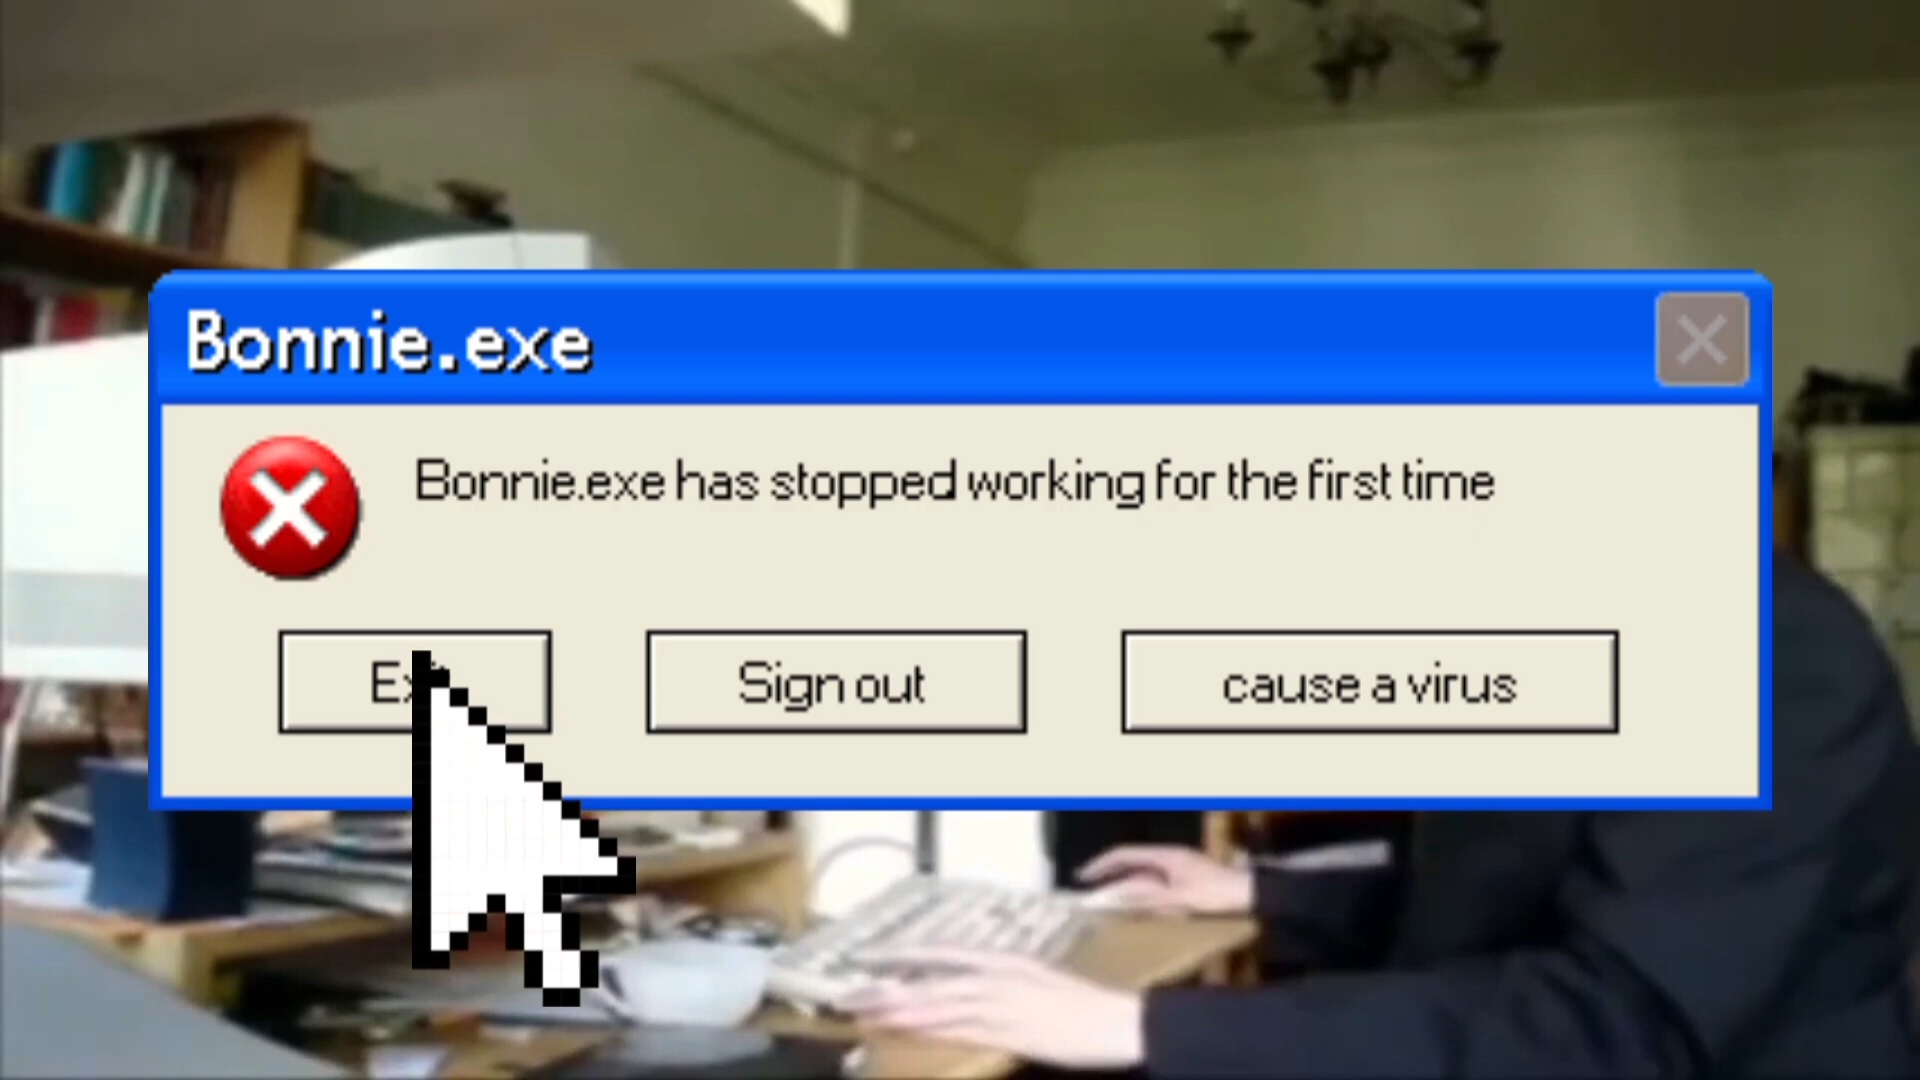 Bonnie.exe
Bonnie.exe has stopped working for the first time
Sign out
cause a virus